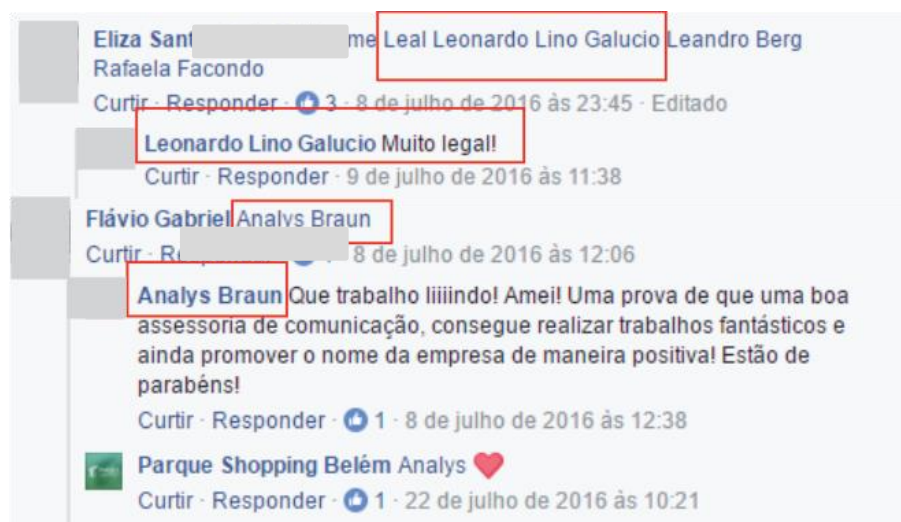 Eliza Sant me Leal Leonardo Lino Galucio Leandro Berg
Rafaela Facondo
Curtir · Responder · 3 · 8 de julho de 2016 às 23:45 · Editado
Leonardo Lino Galucio Muito legal!
Curtir · Responder · 9 de julho de 2016 às 11:38
Flávio Gabriel Analys Braun
Curtir · 8 de julho de 2016 às 12:06
Analys Braun Que trabalho liiiindo! Amei! Uma prova de que uma boa
assessoria de comunicação, consegue realizar trabalhos fantásticos e
ainda promover o nome da empresa de maneira positiva! Estão de
parabéns!
Curtir · Responder · 1 · 8 de julho de 2016 às 12:38
Parque Shopping Belém Analys ❤
Curtir · Responder · 1 · 22 de julho de 2016 às 10:21